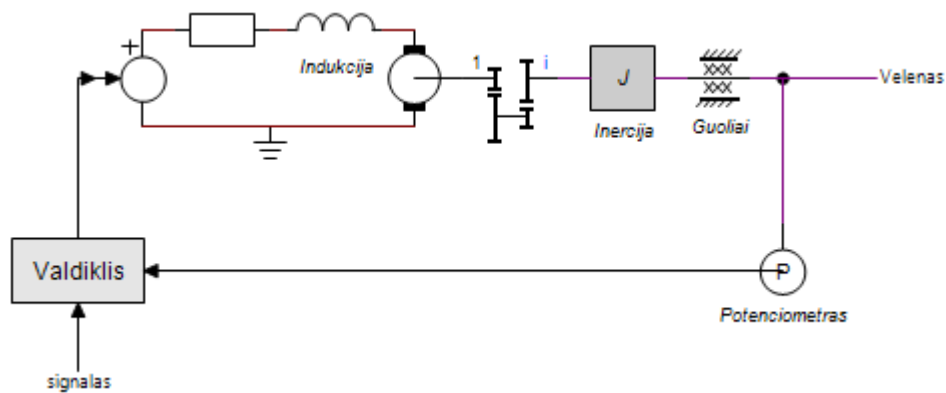 +
Indukcija
1
i
J
Inercija
Guoliai
Velenas
Valdiklis
P
Potenciometras
signalas